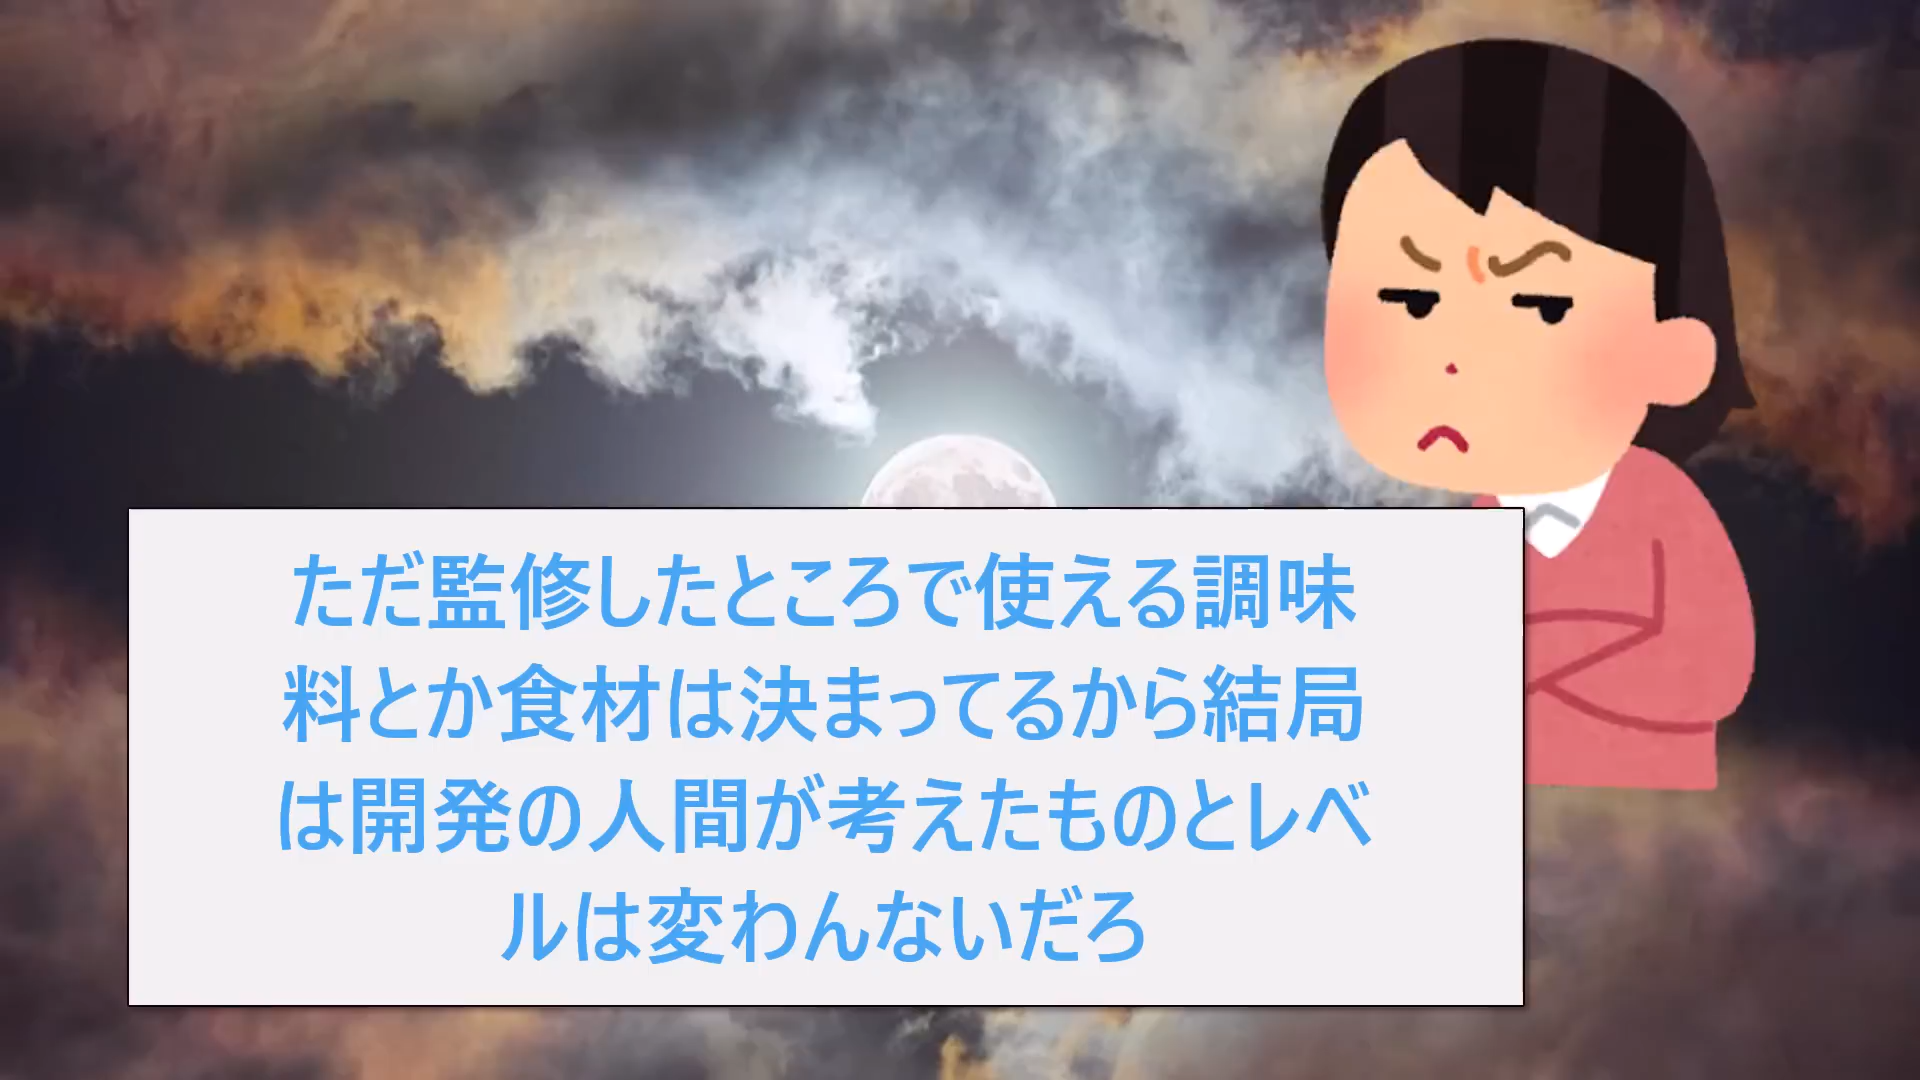 ただ監修したところで使える調味
料とか食材は決まってるから結局
は開発の人間が考えたものとレベ
ルは変わんないだろ